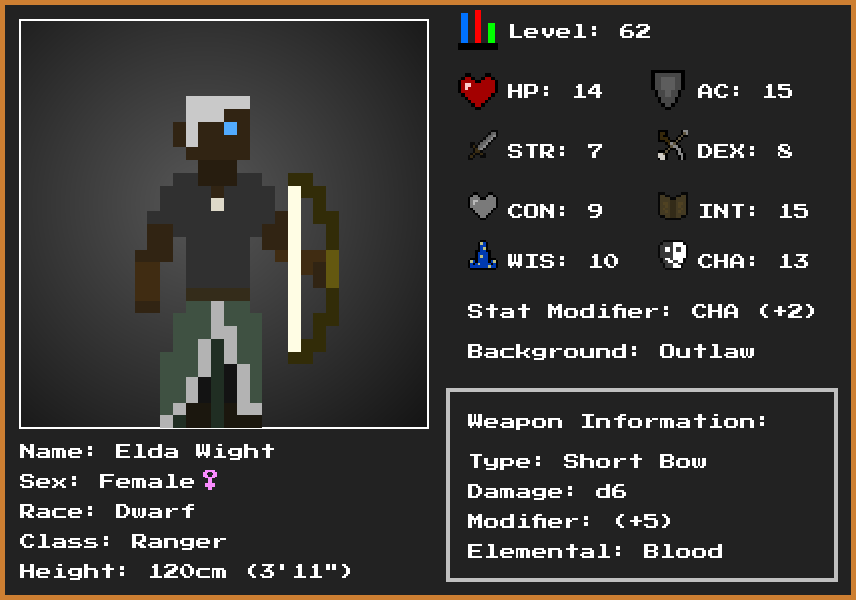 Level: 62
HP: 14
AC: 15
STR: 7
DEX: 8
CON: 9
INT: 15
WIS: 10
CHA: 13
Stat Modifier: CHA (+2)
Background: Outlaw
Weapon Information:
Type: Short Bow
Damage: d6
Modifier: (+5)
Elemental: Blood
Name: Elda Wight
Sex: Female♀
Race: Dwarf
Class: Ranger
Height: 120cm (3'11")